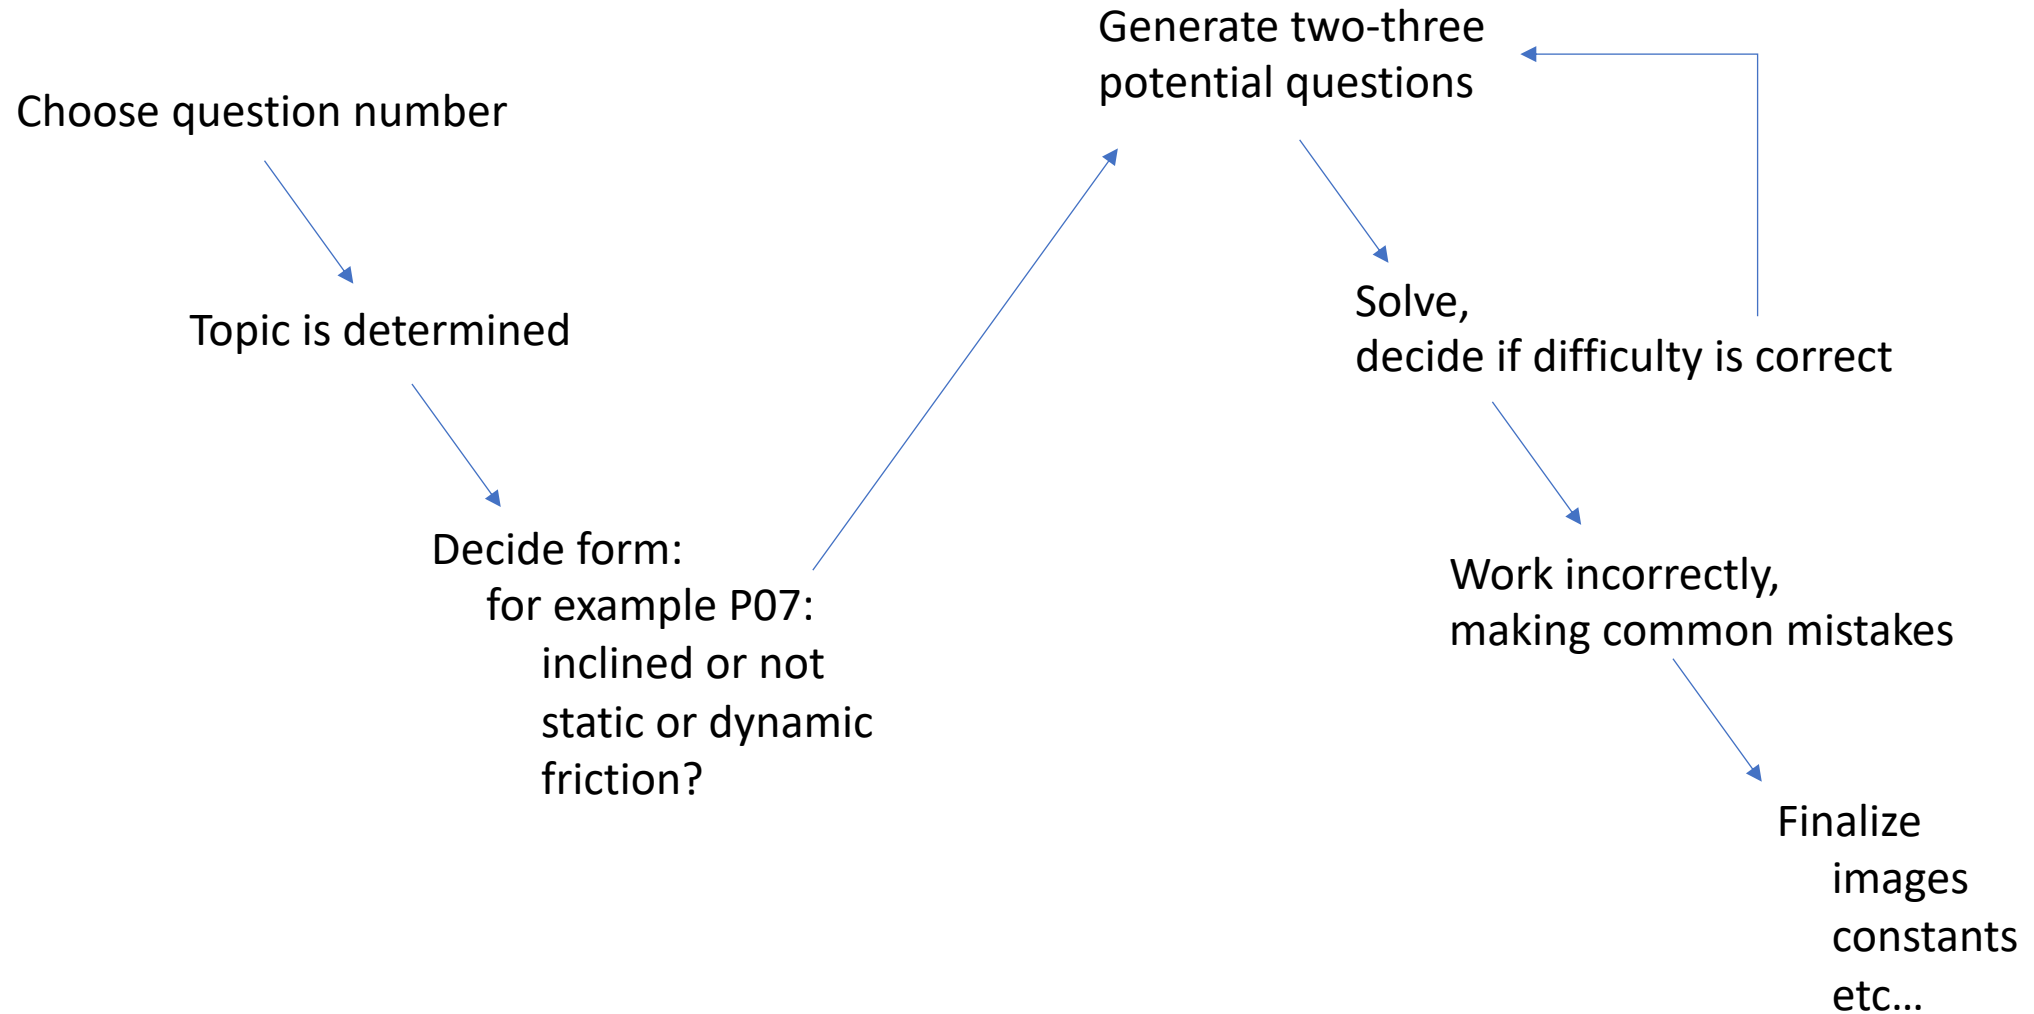 Choose question number
Topic is determined
Decide form:
for example P07:
inclined or not
static or dynamic
friction?
Generate two-three
potential questions
Solve,
decide if difficulty is correct
Work incorrectly,
making common mistakes
Finalize
images
constants
etc...